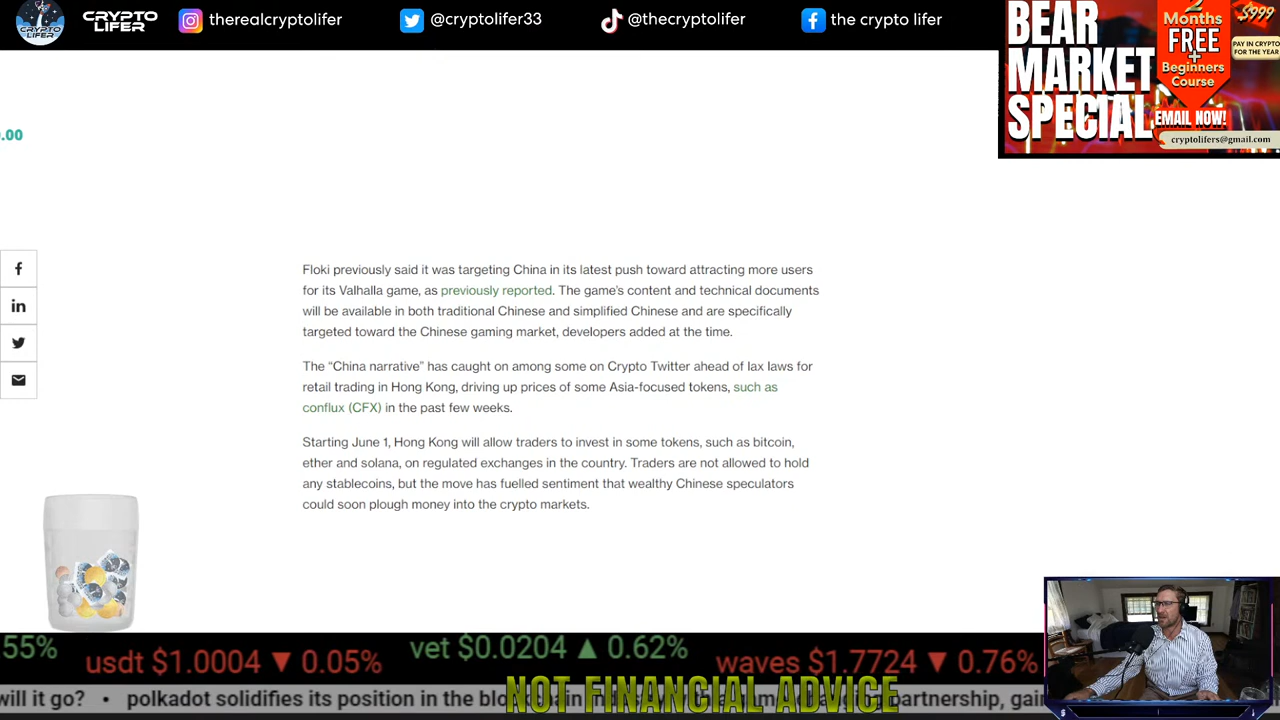 CRYPTO LIFER
CRYPTO
LIFER
therealcryptolifer
@cryptolifer33
@thecryptolifer
the crypto lifer
BEAR
MARKET
SPECIAL
2
Months
FREE
+
Beginners
Course
EMAIL NOW!
$999
PAY IN CRYPTO
FOR THE YEAR
cryptolifers@gmail.com
.00
Floki previously said it was targeting China in its latest push toward attracting more users
for its Valhalla game, as previously reported. The game's content and technical documents
will be available in both traditional Chinese and simplified Chinese and are specifically
targeted toward the Chinese gaming market, developers added at the time.
The “China narrative” has caught on among some on Crypto Twitter ahead of lax laws for
retail trading in Hong Kong, driving up prices of some Asia-focused tokens, such as
conflux (CFX) in the past few weeks.
Starting June 1, Hong Kong will allow traders to invest in some tokens, such as bitcoin,
ether and solana, on regulated exchanges in the country. Traders are not allowed to hold
any stablecoins, but the move has fuelled sentiment that wealthy Chinese speculators
could soon plough money into the crypto markets.
55% usdt $1.0004 ▼ 0.05% vet $0.0204 ▲ 0.62% waves $1.7724 ▼ 0.76%
will it go? • polkadot solidifies its position in the partnership,
NOT FINANCIAL ADVICE